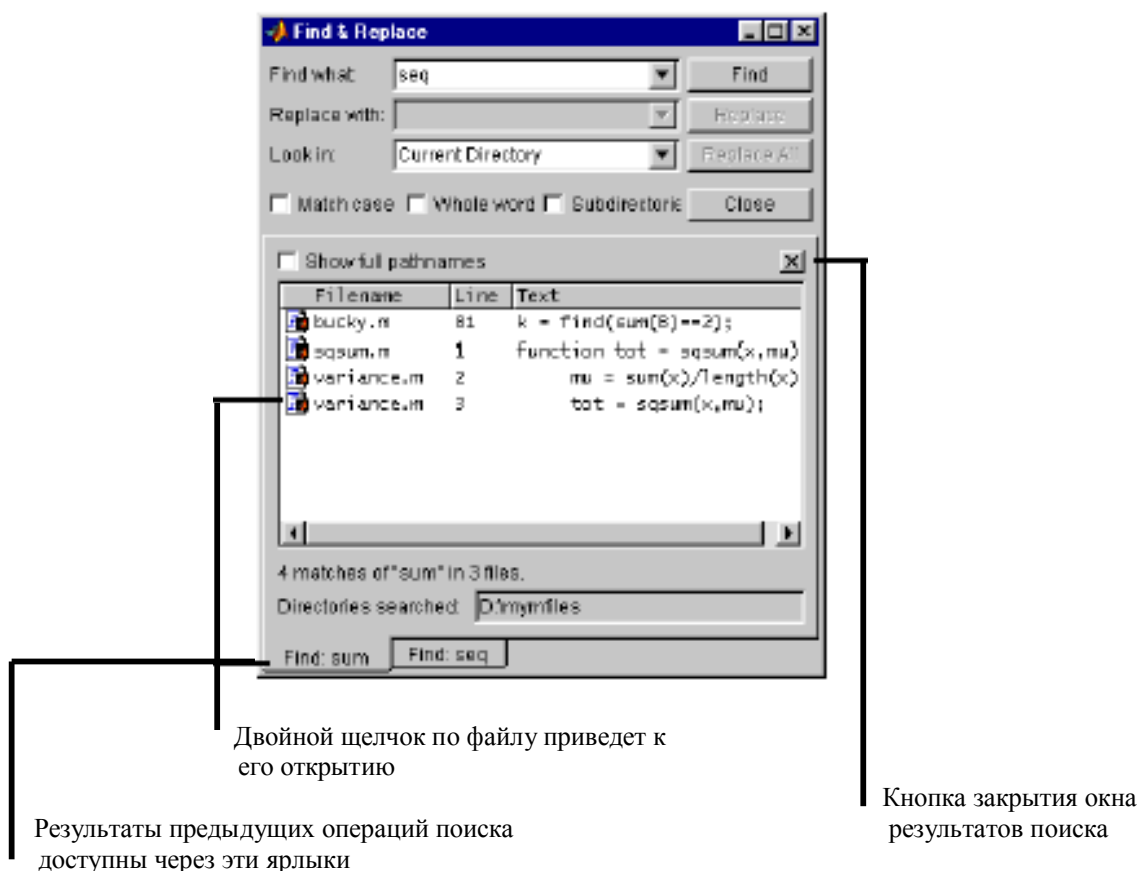 Find & Replace
Find what: seq Find
Replace with: Replace
Look in: Current Directory Replace All
Match case Whole word Subdirectorie Close
Show full pathnames
Filename Line Text
bucky.m 81 k = find(sum(B)==2);
sqsum.m 1 function tot = sqsum(x,mu)
variance.m 2 mu = sum(x)/length(x)
variance.m 3 tot = sqsum(x,mu);
4 matches of "sum" in 3 files.
Directories searched: D:\mymfiles
Find: sum Find: seq
Двойной щелчок по файлу приведет к
его открытию
Кнопка закрытия окна
результатов поиска
Результаты предыдущих операций поиска
доступны через эти ярлыки